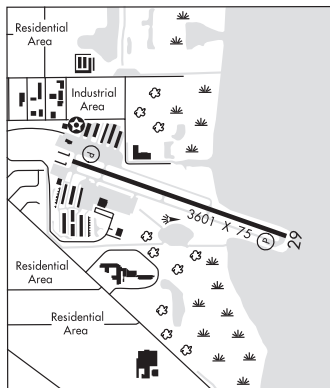 Residential
Area
Industrial
Area
P
3601 X 75
P
29
Residential
Area
Residential
Area